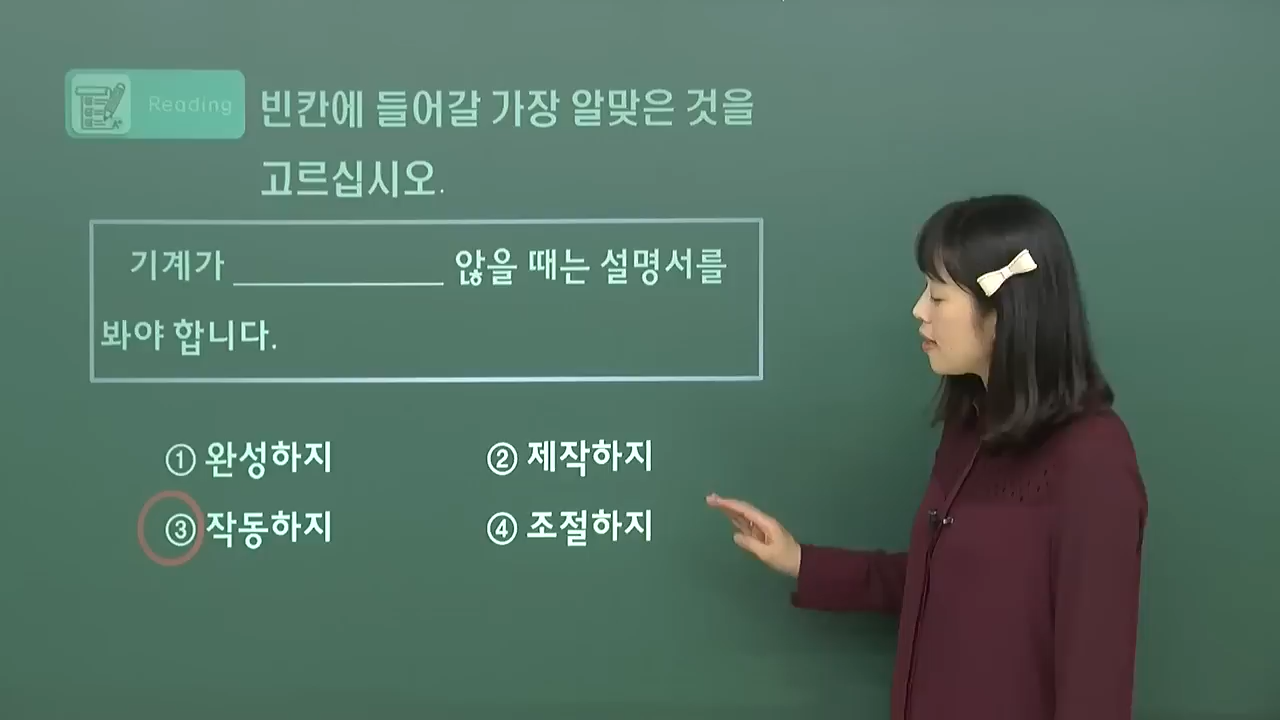 Reading
빈칸에 들어갈 가장 알맞은 것을
고르십시오.
기계가 ______________ 않을 때는 설명서를
봐야 합니다.
① 완성하지 ② 제작하지
③ 작동하지 ④ 조절하지